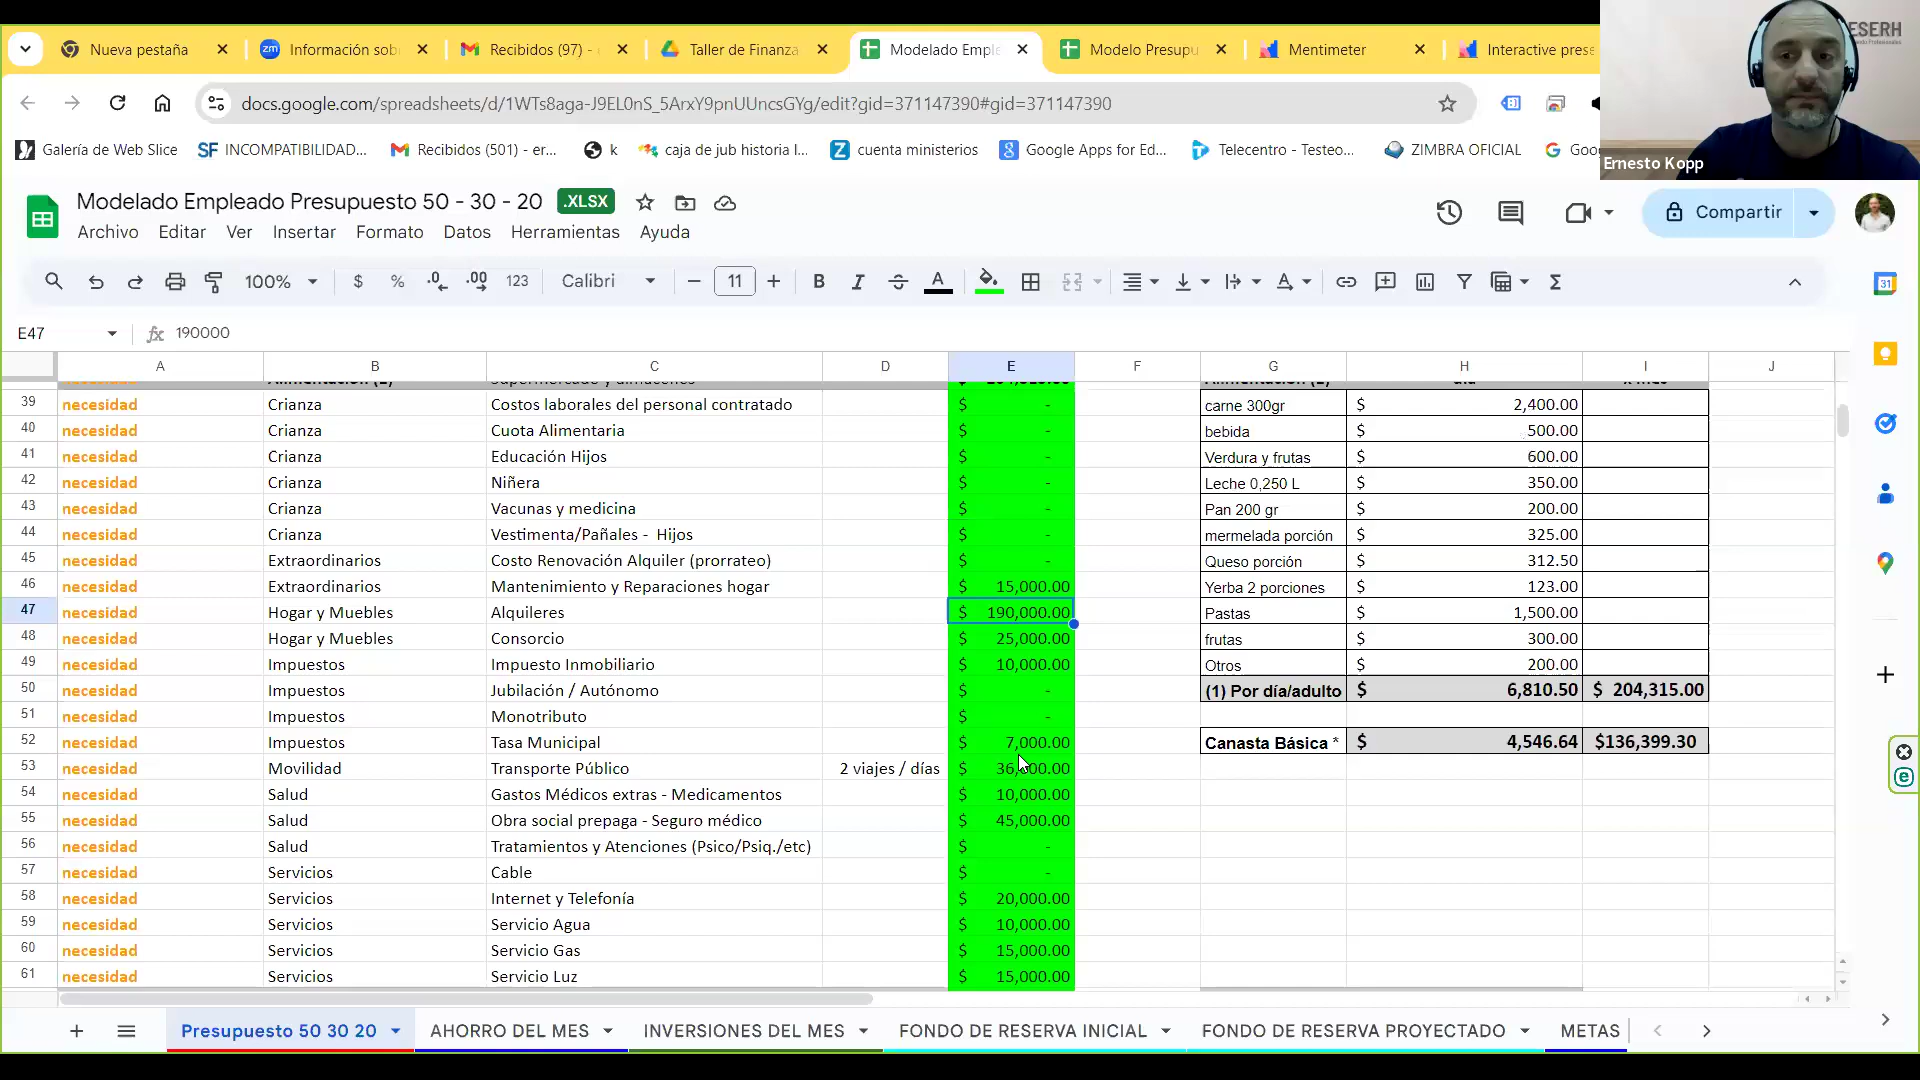 Nueva pestaña
Información sob
Recibidos (97) -
Taller de Finanza
Modelado Emple
Modelo Presupu
Mentimeter
Interactive prese
docs.google.com/spreadsheets/d/1WTs8aga-J9EL0nS_5ArxY9pnUUncsGYg/edit?gid=371147390#gid=371147390
Galería de Web Slice
SF INCOMPATIBILIDAD...
Recibidos (501) - er...
k
caja de jub historia l...
cuenta ministerios
Google Apps for Ed...
Telecentro - Testeo...
ZIMBRA OFICIAL
Goo
ESERH
Ernesto Kopp
Modelado Empleado Presupuesto 50 - 30 - 20 .XLSX
Archivo Editar Ver Insertar Formato Datos Herramientas Ayuda
Compartir
100% $ % .0 .00 123 Calibri 11 B I A Σ
31
E47 fx 190000
A B C D E F G H I J
39 necesidad Crianza Costos laborales del personal contratado $ - carne 300gr $ 2,400.00
40 necesidad Crianza Cuota Alimentaria $ - bebida $ 500.00
41 necesidad Crianza Educación Hijos $ - Verdura y frutas $ 600.00
42 necesidad Crianza Niñera $ - Leche 0,250 L $ 350.00
43 necesidad Crianza Vacunas y medicina $ - Pan 200 gr $ 200.00
44 necesidad Crianza Vestimenta/Pañales - Hijos $ - mermelada porción $ 325.00
45 necesidad Extraordinarios Costo Renovación Alquiler (prorrateo) $ - Queso porción $ 312.50
46 necesidad Extraordinarios Mantenimiento y Reparaciones hogar $ 15,000.00 Yerba 2 porciones $ 123.00
47 necesidad Hogar y Muebles Alquileres $ 190,000.00 Pastas $ 1,500.00
48 necesidad Hogar y Muebles Consorcio $ 25,000.00 frutas $ 300.00
49 necesidad Impuestos Impuesto Inmobiliario $ 10,000.00 Otros $ 200.00
50 necesidad Impuestos Jubilación / Autónomo $ - (1) Por día/adulto $ 6,810.50 $ 204,315.00
51 necesidad Impuestos Monotributo $ -
52 necesidad Impuestos Tasa Municipal $ 7,000.00 Canasta Básica * $ 4,546.64 $136,399.30
53 necesidad Movilidad Transporte Público 2 viajes / días $ 36,000.00
54 necesidad Salud Gastos Médicos extras - Medicamentos $ 10,000.00
55 necesidad Salud Obra social prepaga - Seguro médico $ 45,000.00
56 necesidad Salud Tratamientos y Atenciones (Psico/Psiq./etc) $ -
57 necesidad Servicios Cable $ -
58 necesidad Servicios Internet y Telefonía $ 20,000.00
59 necesidad Servicios Servicio Agua $ 10,000.00
60 necesidad Servicios Servicio Gas $ 15,000.00
61 necesidad Servicios Servicio Luz $ 15,000.00
Presupuesto 50 30 20
AHORRO DEL MES
INVERSIONES DEL MES
FONDO DE RESERVA INICIAL
FONDO DE RESERVA PROYECTADO
METAS